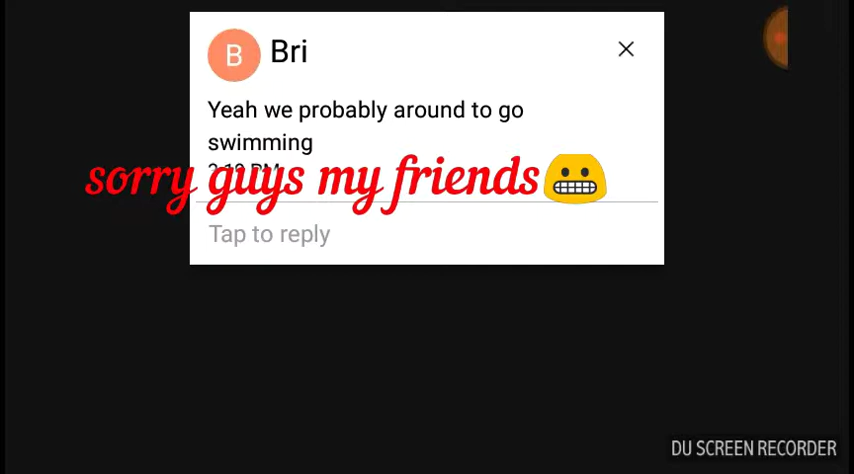 B Bri
Yeah we probably around to go
swimming
sorry guys my friends😬
Tap to reply
DU SCREEN RECORDER